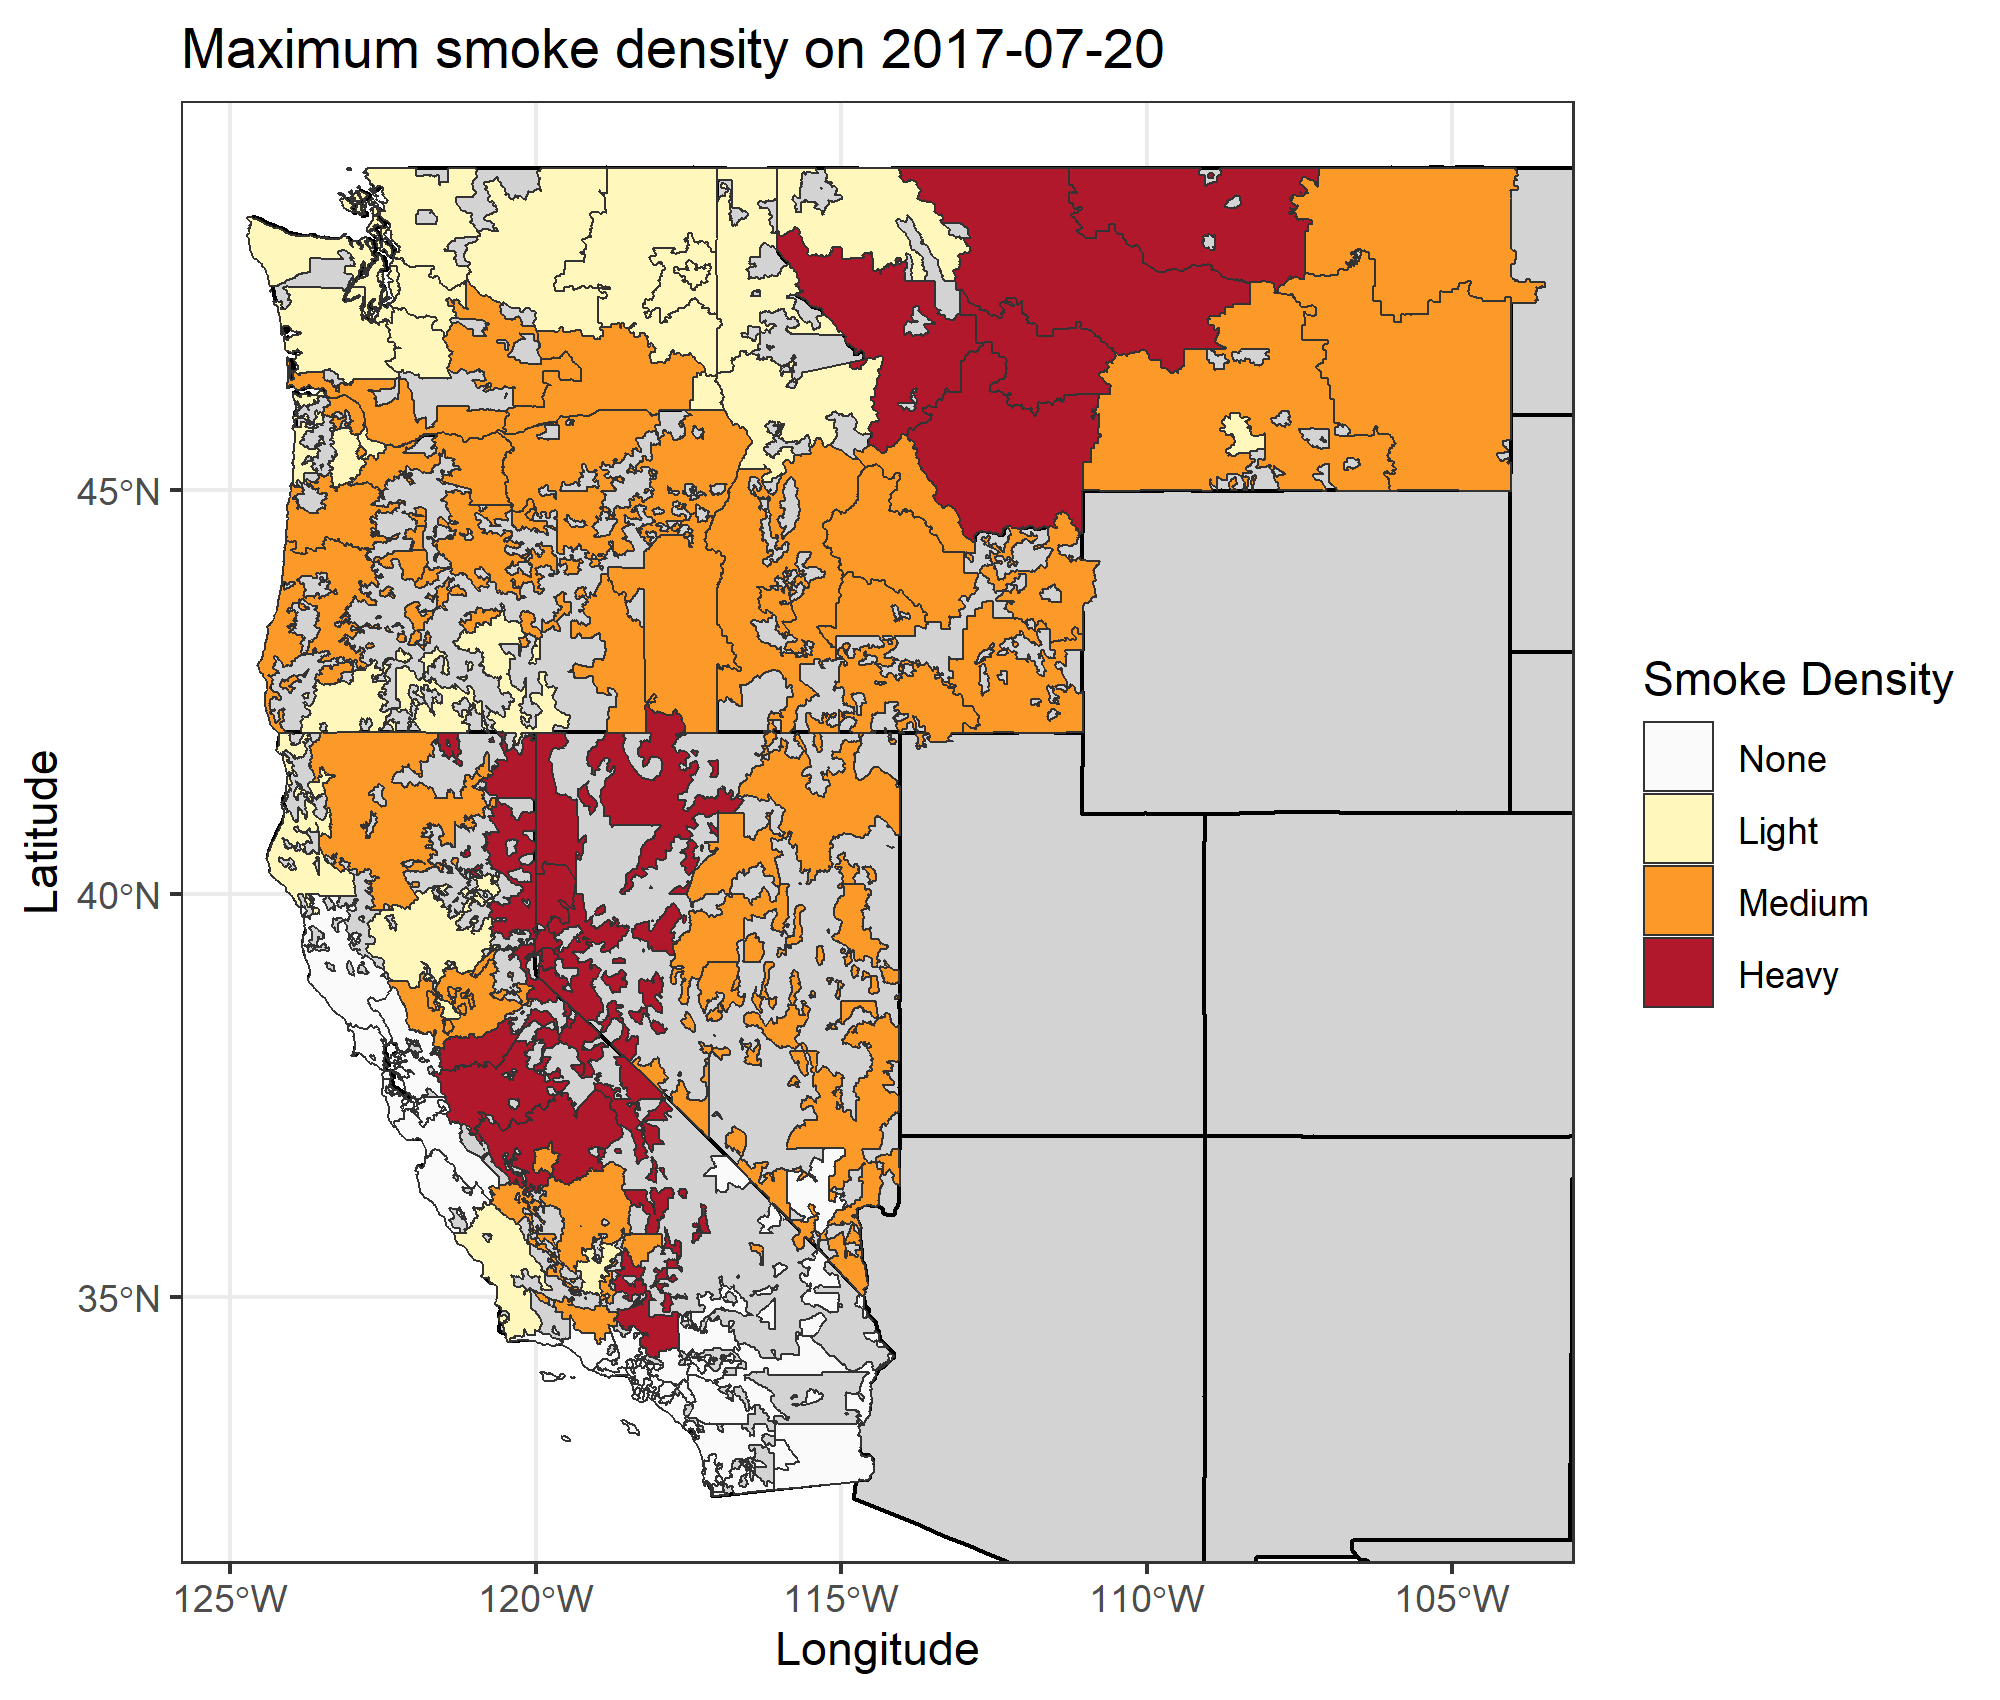 Maximum smoke density on 2017-07-20
Latitude
45°N
40°N
35°N
125°W
120°W
115°W
110°W
105°W
Longitude
Smoke Density
None
Light
Medium
Heavy